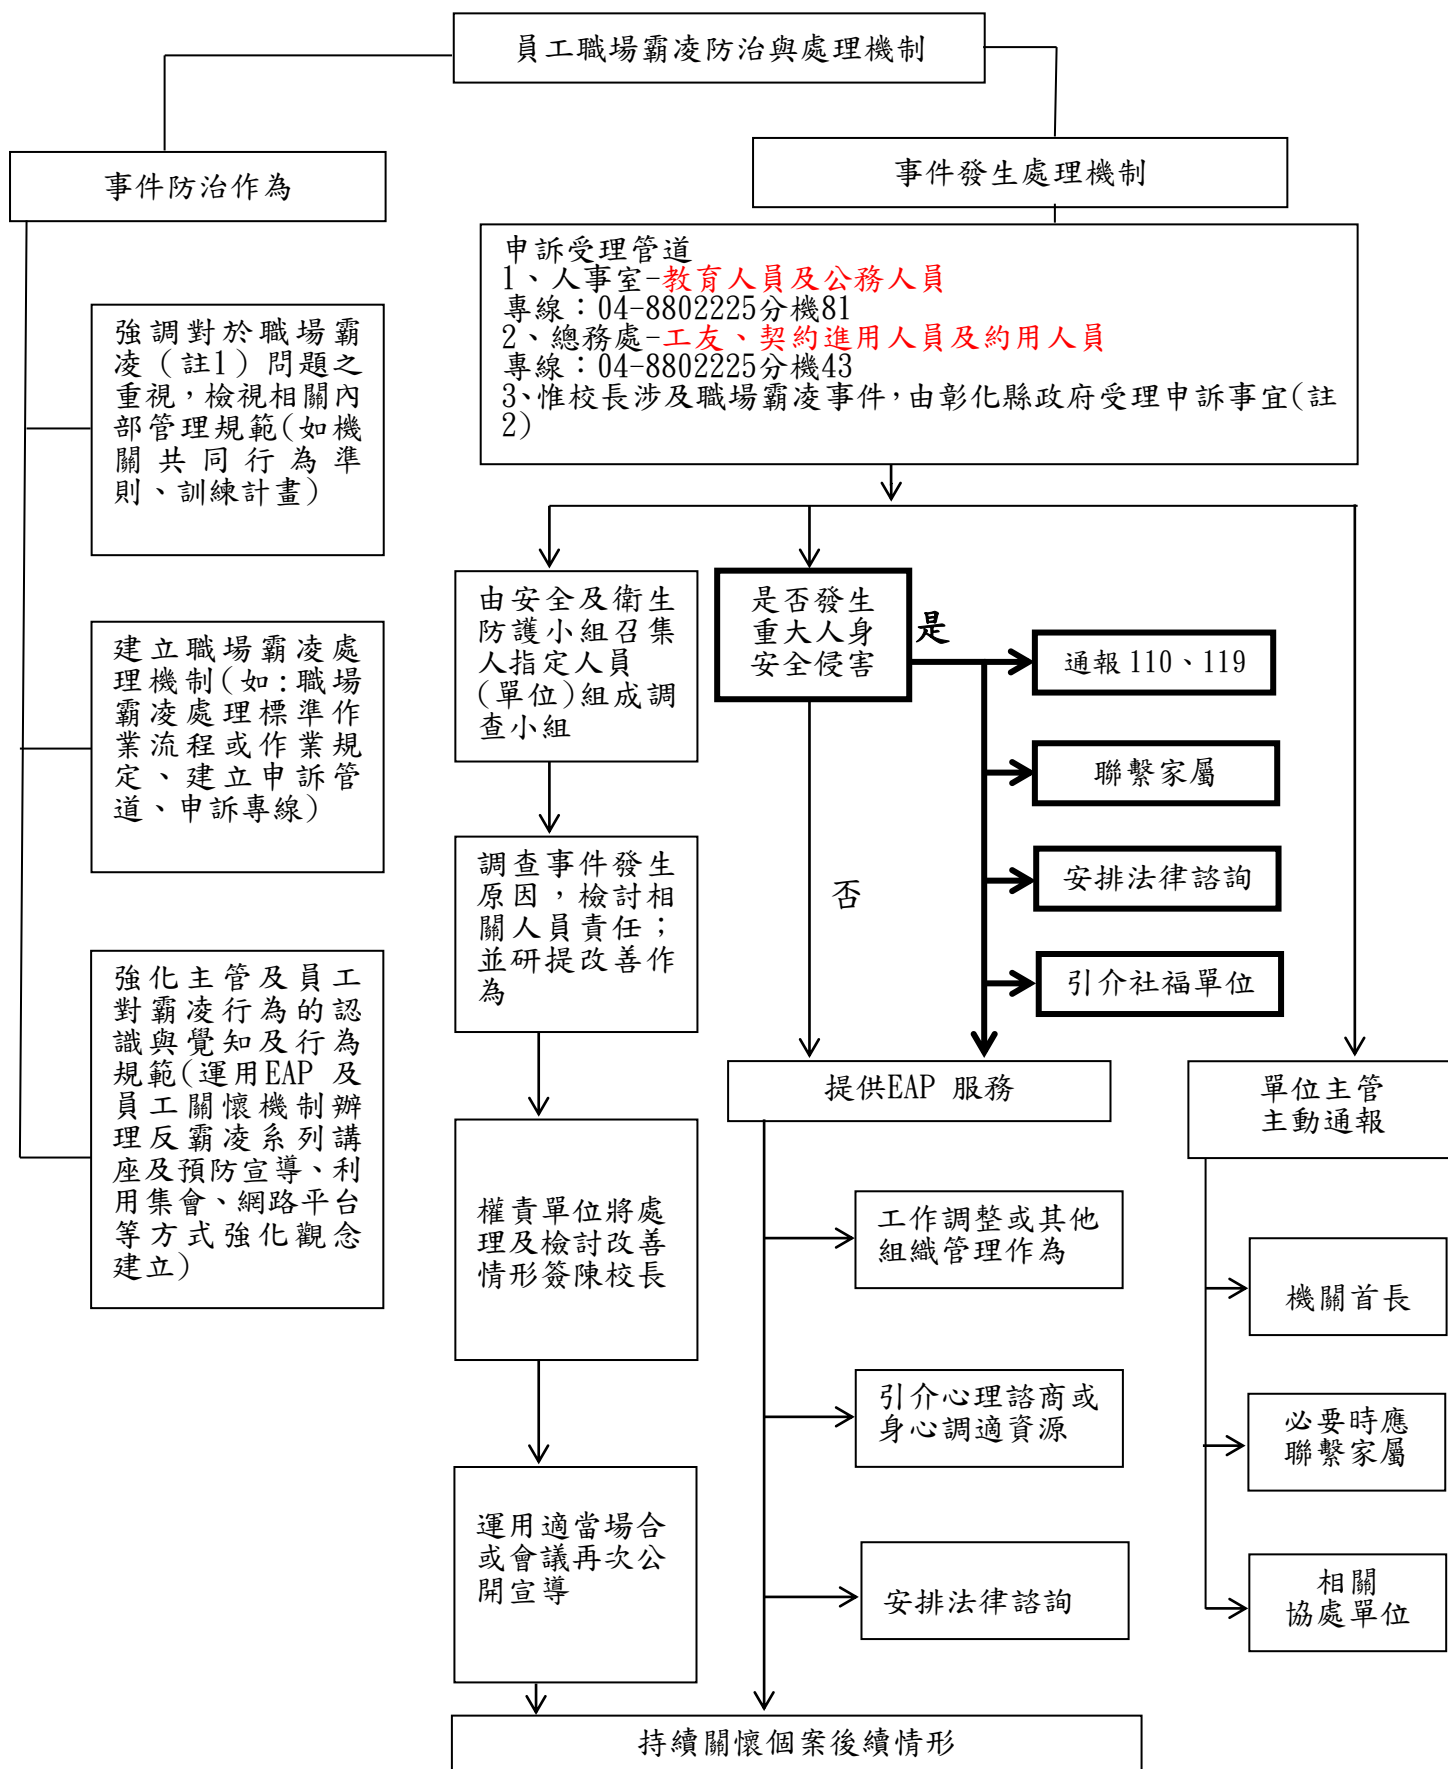 員工職場霸凌防治與處理機制
事件防治作為
強調對於職場霸
凌（註1）問題之
重視，檢視相關內
部管理規範(如機
關共同行為準
則、訓練計畫)
建立職場霸凌處
理機制(如:職場
霸凌處理標準作
業流程或作業規
定、建立申訴管
道、申訴專線)
強化主管及員工
對霸凌行為的認
識與覺知及行為
規範(運用EAP 及
員工關懷機制辦
理反霸凌系列講
座及預防宣導、利
用集會、網路平台
等方式強化觀念
建立)
事件發生處理機制
申訴受理管道
1、人事室-教育人員及公務人員
專線：04-8802225分機81
2、總務處-工友、契約進用人員及約用人員
專線：04-8802225分機43
3、惟校長涉及職場霸凌事件，由彰化縣政府受理申訴事宜(註
2)
由安全及衛生
防護小組召集
人指定人員
(單位)組成調
查小組
調查事件發生
原因，檢討相
關人員責任；
並研提改善作
為
權責單位將處
理及檢討改善
情形簽陳校長
運用適當場合
或會議再次公
開宣導
是否發生
重大人身
安全侵害
是
否
通報 110、119
聯繫家屬
安排法律諮詢
引介社福單位
提供EAP 服務
工作調整或其他
組織管理作為
引介心理諮商或
身心調適資源
安排法律諮詢
單位主管
主動通報
機關首長
必要時應
聯繫家屬
相關
協處單位
持續關懷個案後續情形